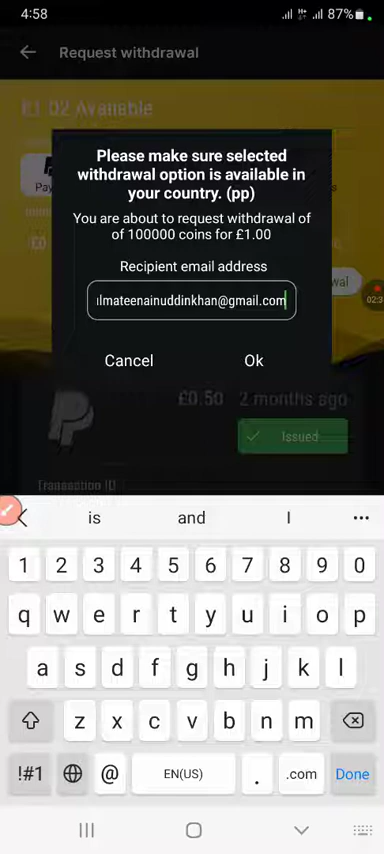 4:58
87%
Request withdrawal
£1.02 Available
Please make sure selected
withdrawal option is available in
your country. (pp)
You are about to request withdrawal of
of 100000 coins for £1.00
Recipient email address
lmateenainuddinkhan@gmail.com
Cancel
Ok
£0.50 2 months ago
Issued
Transaction ID
is and I
1 2 3 4 5 6 7 8 9 0
q w e r t y u i o p
a s d f g h j k l
z x c v b n m
!#1 @ EN(US) . .com Done